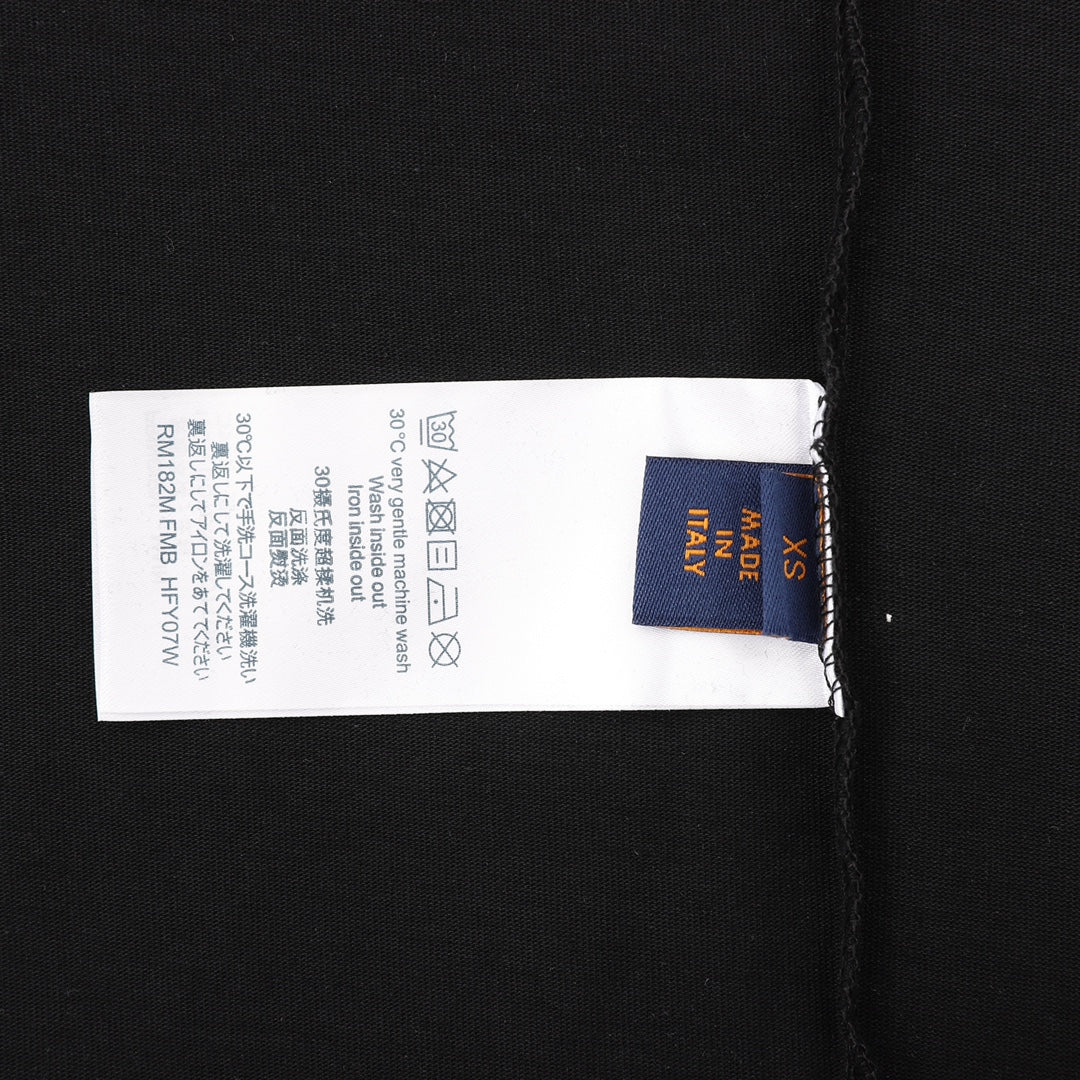 XS
MADE
IN
ITALY
30
30℃ very gentle machine wash
Wash inside out
Iron inside out
30摄氏度超揉机洗
反面洗涤
反面熨烫
30℃以下で手洗コース洗濯機洗い
裏返しにして洗濯してください
裏返しにしてアイロンをあててください
RM182M FMB HFY07W